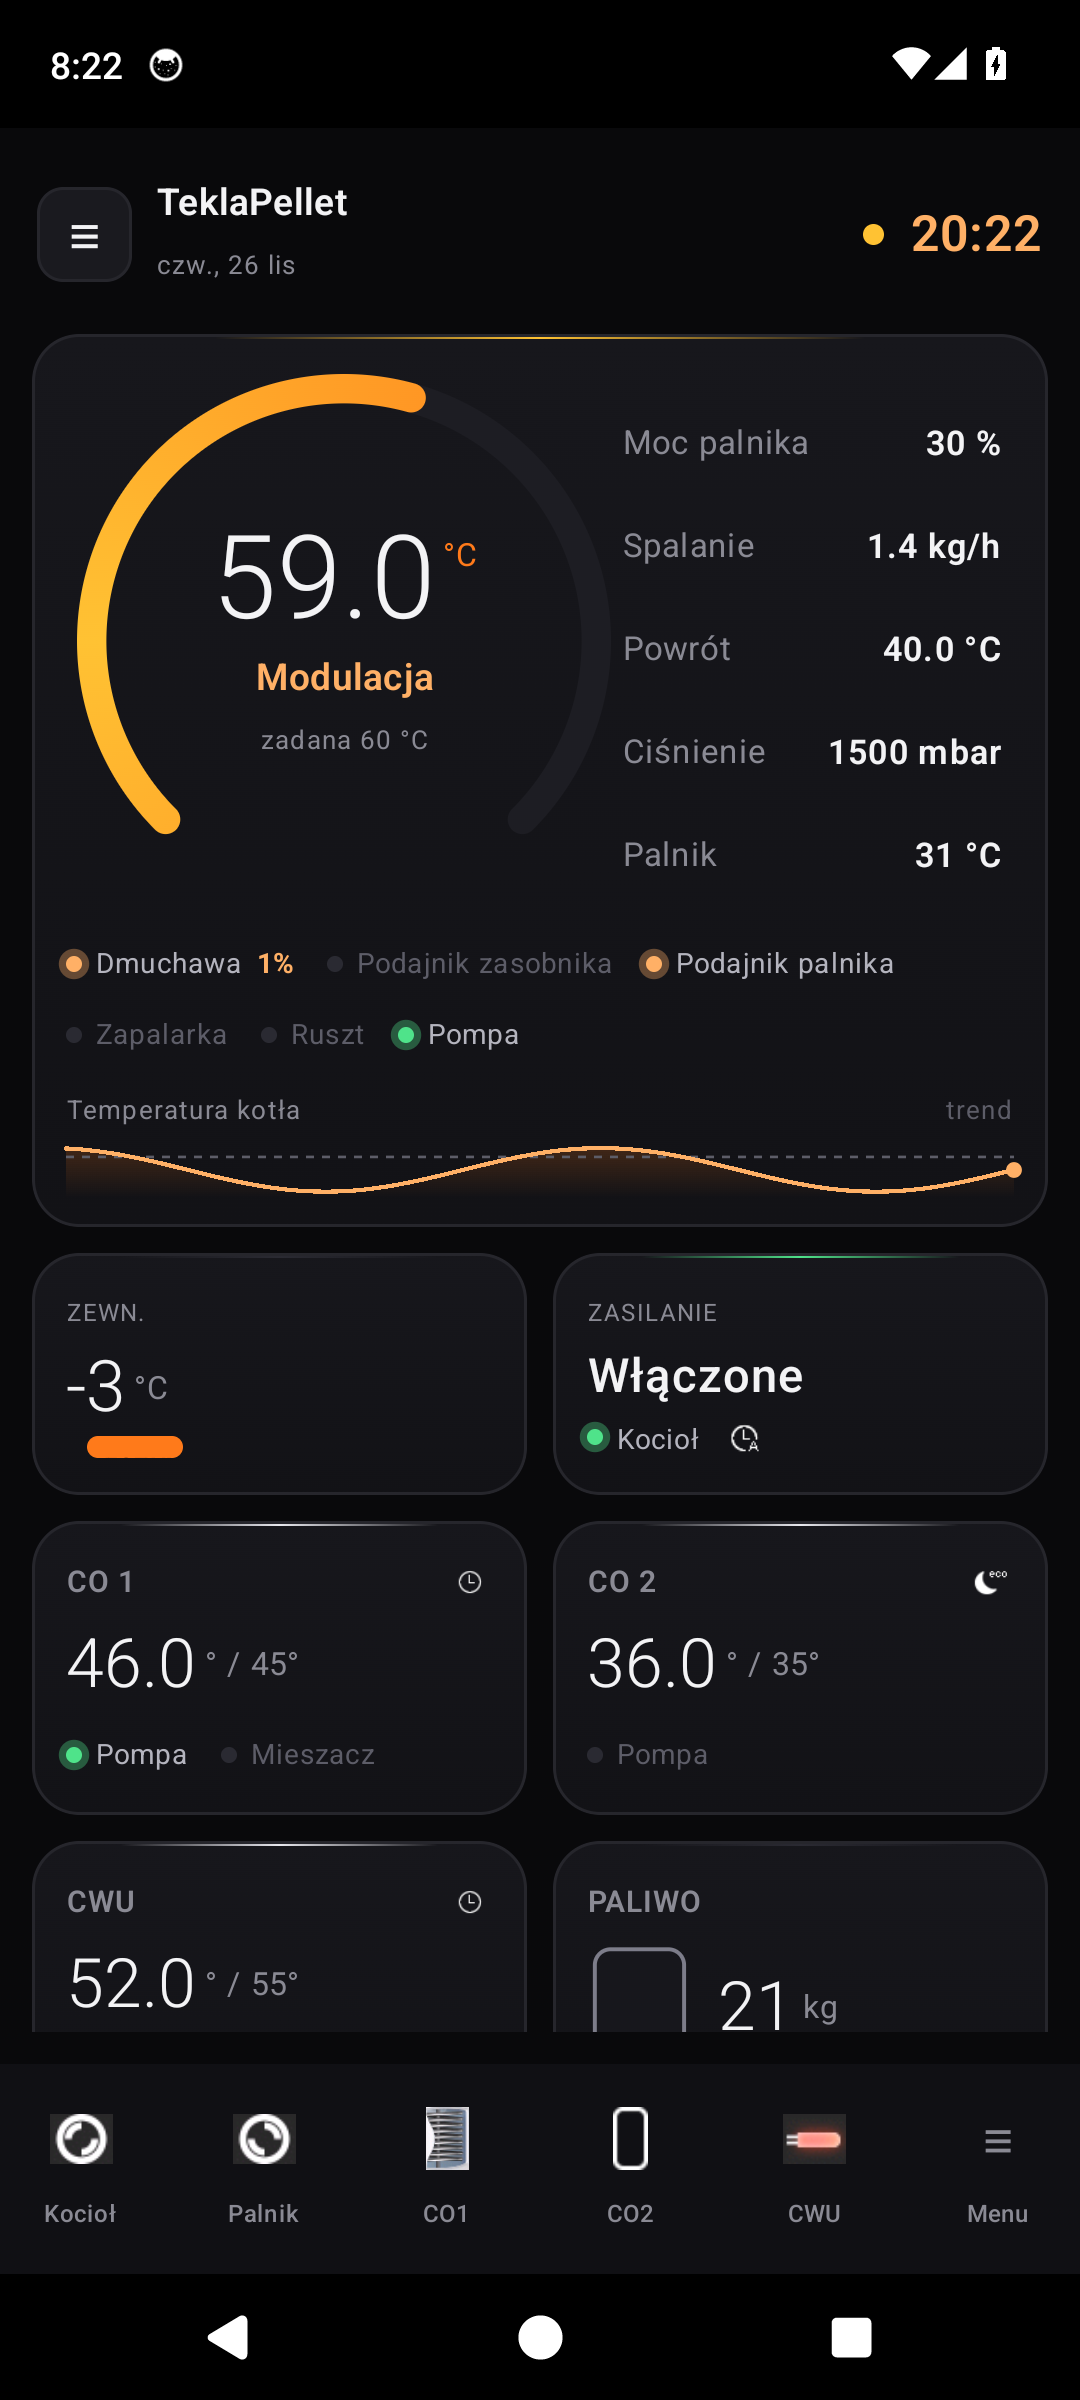 8:22
TeklaPellet
czw., 26 lis
20:22
59.0 °C
Modulacja
zadana 60 °C
Moc palnika 30 %
Spalanie 1.4 kg/h
Powrót 40.0 °C
Ciśnienie 1500 mbar
Palnik 31 °C
Dmuchawa 1% Podajnik zasobnika Podajnik palnika
Zapalarka Ruszt Pompa
Temperatura kotła trend
ZEWN.
-3 °C
ZASILANIE
Włączone
Kocioł A
CO 1
46.0 ° / 45°
Pompa Mieszacz
CO 2 eco
36.0 ° / 35°
Pompa
CWU
52.0 ° / 55°
PALIWO
21 kg
Kocioł Palnik CO1 CO2 CWU Menu